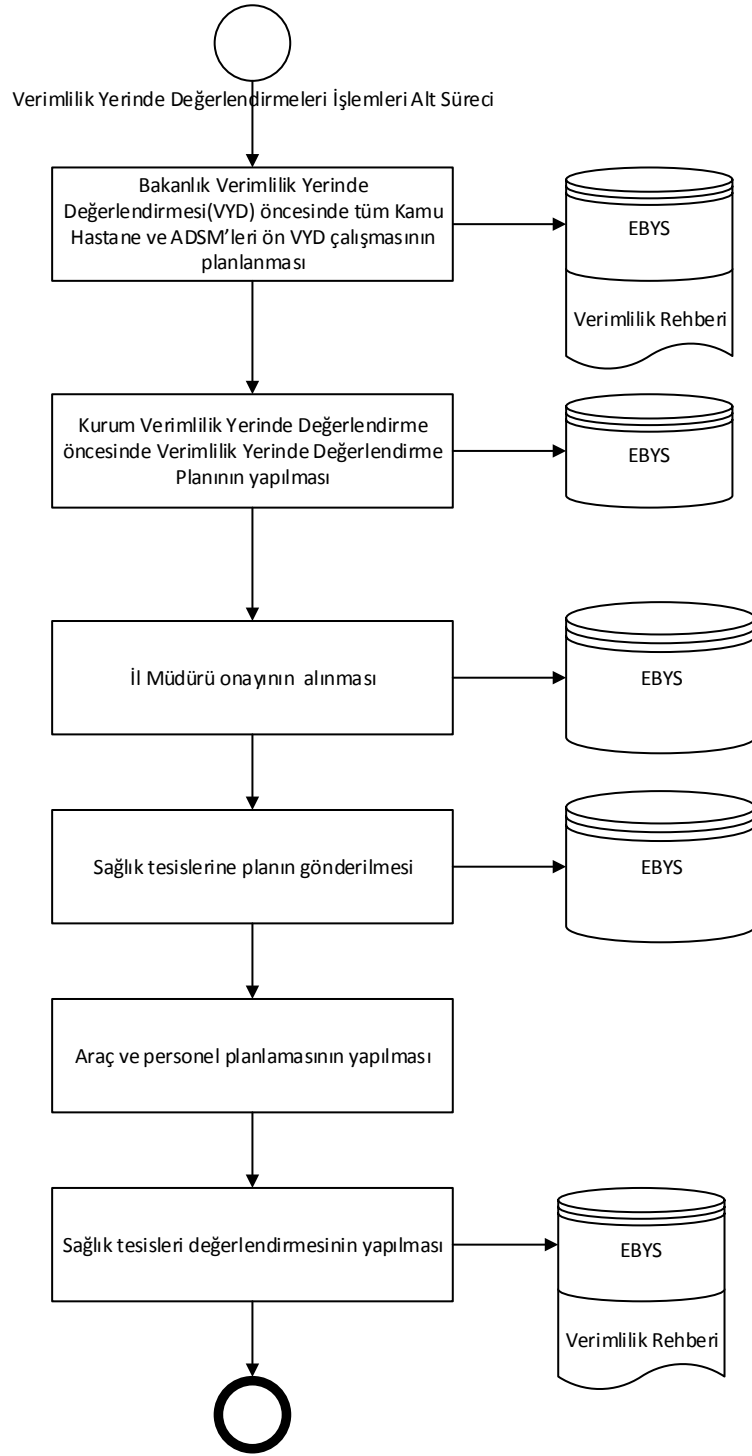 Verimlilik Yerinde Değerlendirmeleri İşlemleri Alt Süreci
Bakanlık Verimlilik Yerinde
Değerlendirmesi(VYD) öncesinde tüm Kamu
Hastane ve ADSM’leri ön VYD çalışmasının
planlanması
EBYS
Verimlilik Rehberi
Kurum Verimlilik Yerinde Değerlendirme
öncesinde Verimlilik Yerinde Değerlendirme
Planının yapılması
EBYS
İl Müdürü onayının alınması
EBYS
Sağlık tesislerine planın gönderilmesi
EBYS
Araç ve personel planlamasının yapılması
Sağlık tesisleri değerlendirmesinin yapılması
EBYS
Verimlilik Rehberi